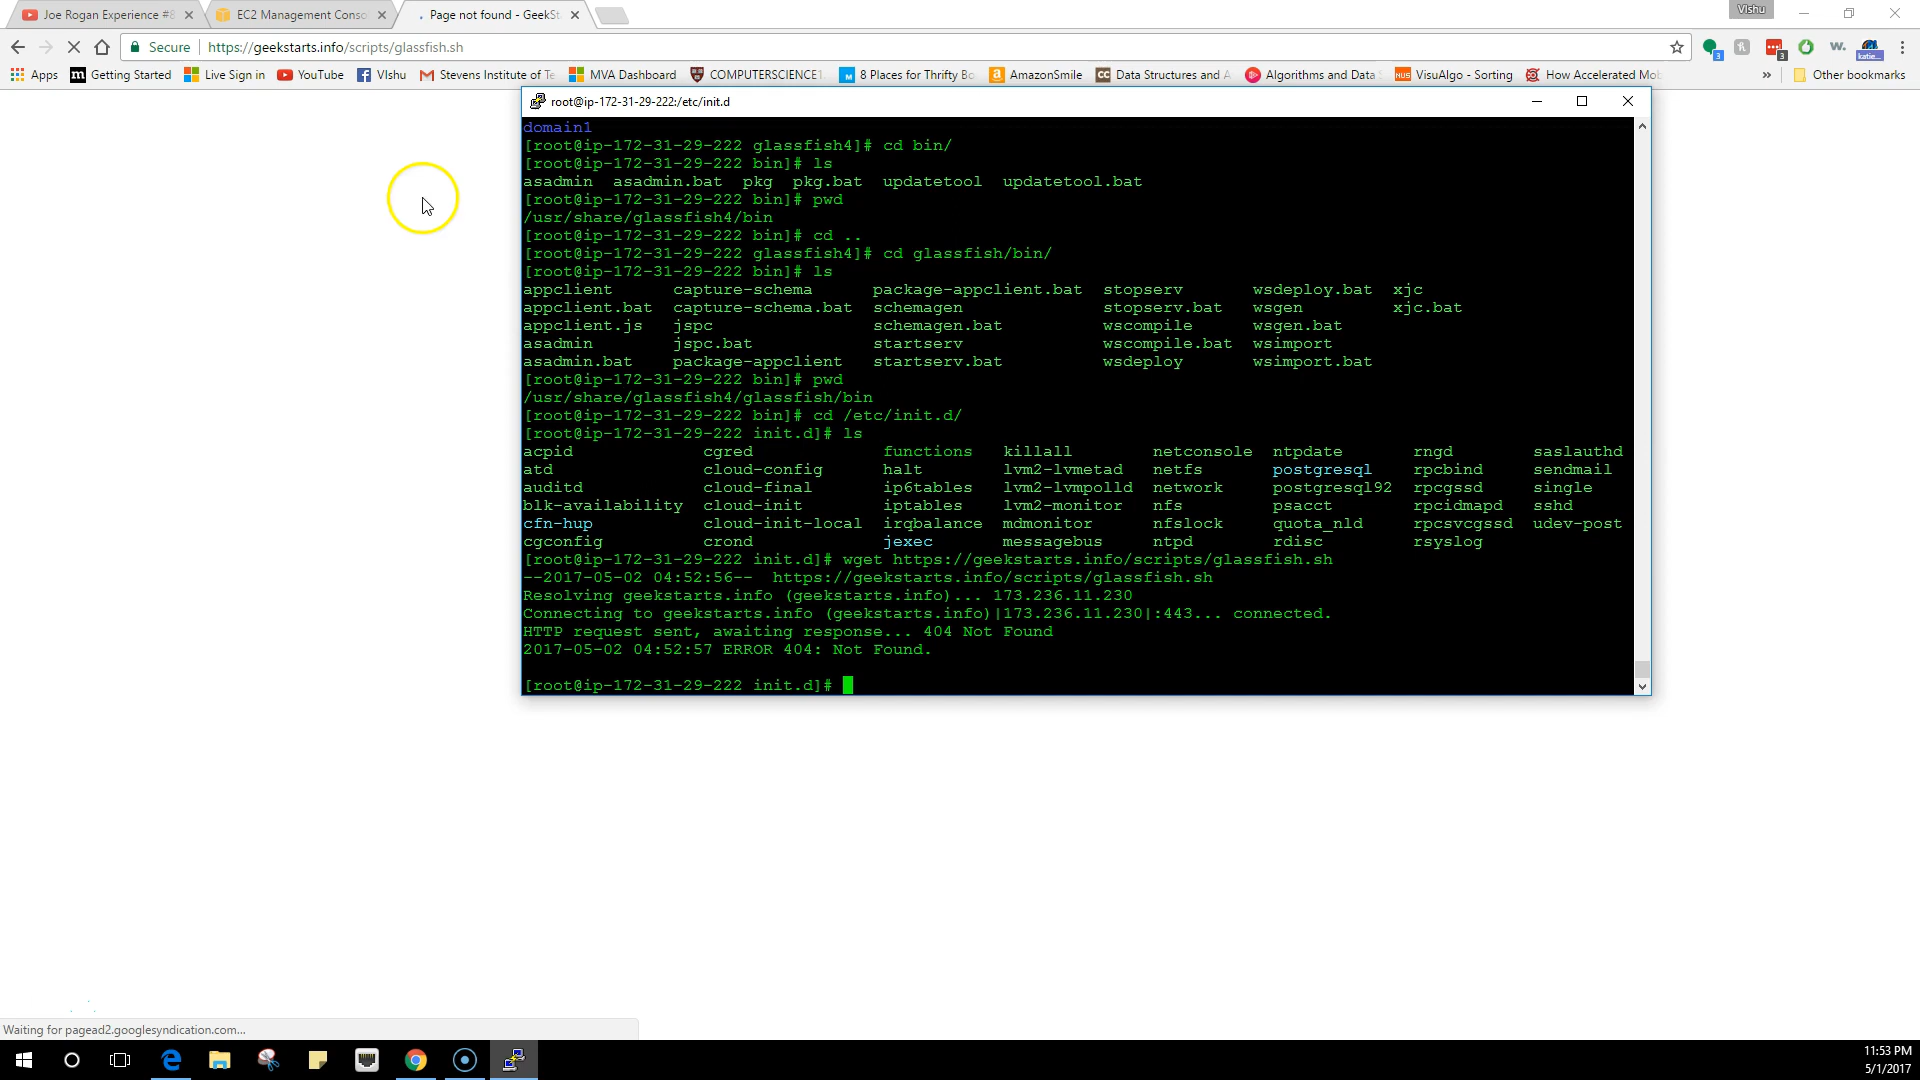 Joe Rogan Experience #8
EC2 Management Conso
Page not found - GeekSt
Vlshu
Secure https://geekstarts.info/scripts/glassfish.sh
3
3
w.
katie...
Apps Getting Started Live Sign in YouTube Vlshu Stevens Institute of Te MVA Dashboard COMPUTERSCIENCE1 8 Places for Thrifty Bo AmazonSmile Data Structures and A Algorithms and Data S VisuAlgo - Sorting How Accelerated Mob » Other bookmarks
root@ip-172-31-29-222:/etc/init.d
domain1
[root@ip-172-31-29-222 glassfish4]# cd bin/
[root@ip-172-31-29-222 bin]# ls
asadmin asadmin.bat pkg pkg.bat updatetool updatetool.bat
[root@ip-172-31-29-222 bin]# pwd
/usr/share/glassfish4/bin
[root@ip-172-31-29-222 bin]# cd ..
[root@ip-172-31-29-222 glassfish4]# cd glassfish/bin/
[root@ip-172-31-29-222 bin]# ls
appclient capture-schema package-appclient.bat stopserv wsdeploy.bat xjc
appclient.bat capture-schema.bat schemagen stopserv.bat wsgen xjc.bat
appclient.js jspc schemagen.bat wscompile wsgen.bat
asadmin jspc.bat startserv wscompile.bat wsimport
asadmin.bat package-appclient startserv.bat wsdeploy wsimport.bat
[root@ip-172-31-29-222 bin]# pwd
/usr/share/glassfish4/glassfish/bin
[root@ip-172-31-29-222 bin]# cd /etc/init.d/
[root@ip-172-31-29-222 init.d]# ls
acpid cgred functions killall netconsole ntpdate rngd saslauthd
atd cloud-config halt lvm2-lvmetad netfs postgresql rpcbind sendmail
auditd cloud-final ip6tables lvm2-lvmpolld network postgresql92 rpcgssd single
blk-availability cloud-init iptables lvm2-monitor nfs psacct rpcidmapd sshd
cfn-hup cloud-init-local irqbalance mdmonitor nfslock quota_nld rpcsvcgssd udev-post
cgconfig crond jexec messagebus ntpd rdisc rsyslog
[root@ip-172-31-29-222 init.d]# wget https://geekstarts.info/scripts/glassfish.sh
--2017-05-02 04:52:56-- https://geekstarts.info/scripts/glassfish.sh
Resolving geekstarts.info (geekstarts.info)... 173.236.11.230
Connecting to geekstarts.info (geekstarts.info)|173.236.11.230|:443... connected.
HTTP request sent, awaiting response... 404 Not Found
2017-05-02 04:52:57 ERROR 404: Not Found.
[root@ip-172-31-29-222 init.d]#
Waiting for pagead2.googlesyndication.com...
11:53 PM
5/1/2017